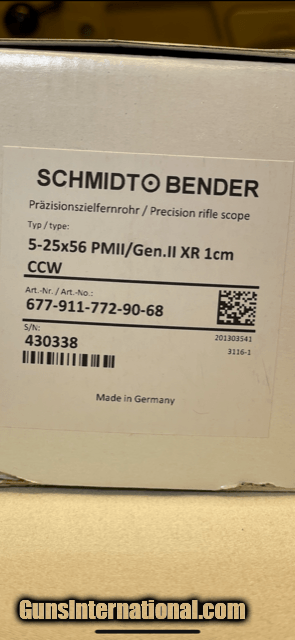 SCHMIDT⊙BENDER
Präzisionszielfernrohr / Precision rifle scope
Typ / type:
5-25x56 PMII/Gen.II XR 1cm
CCW
Art.-Nr. / Art.-No.:
677-911-772-90-68
S/N:
430338
201303541
3116-1
Made in Germany
GunsInternational.com